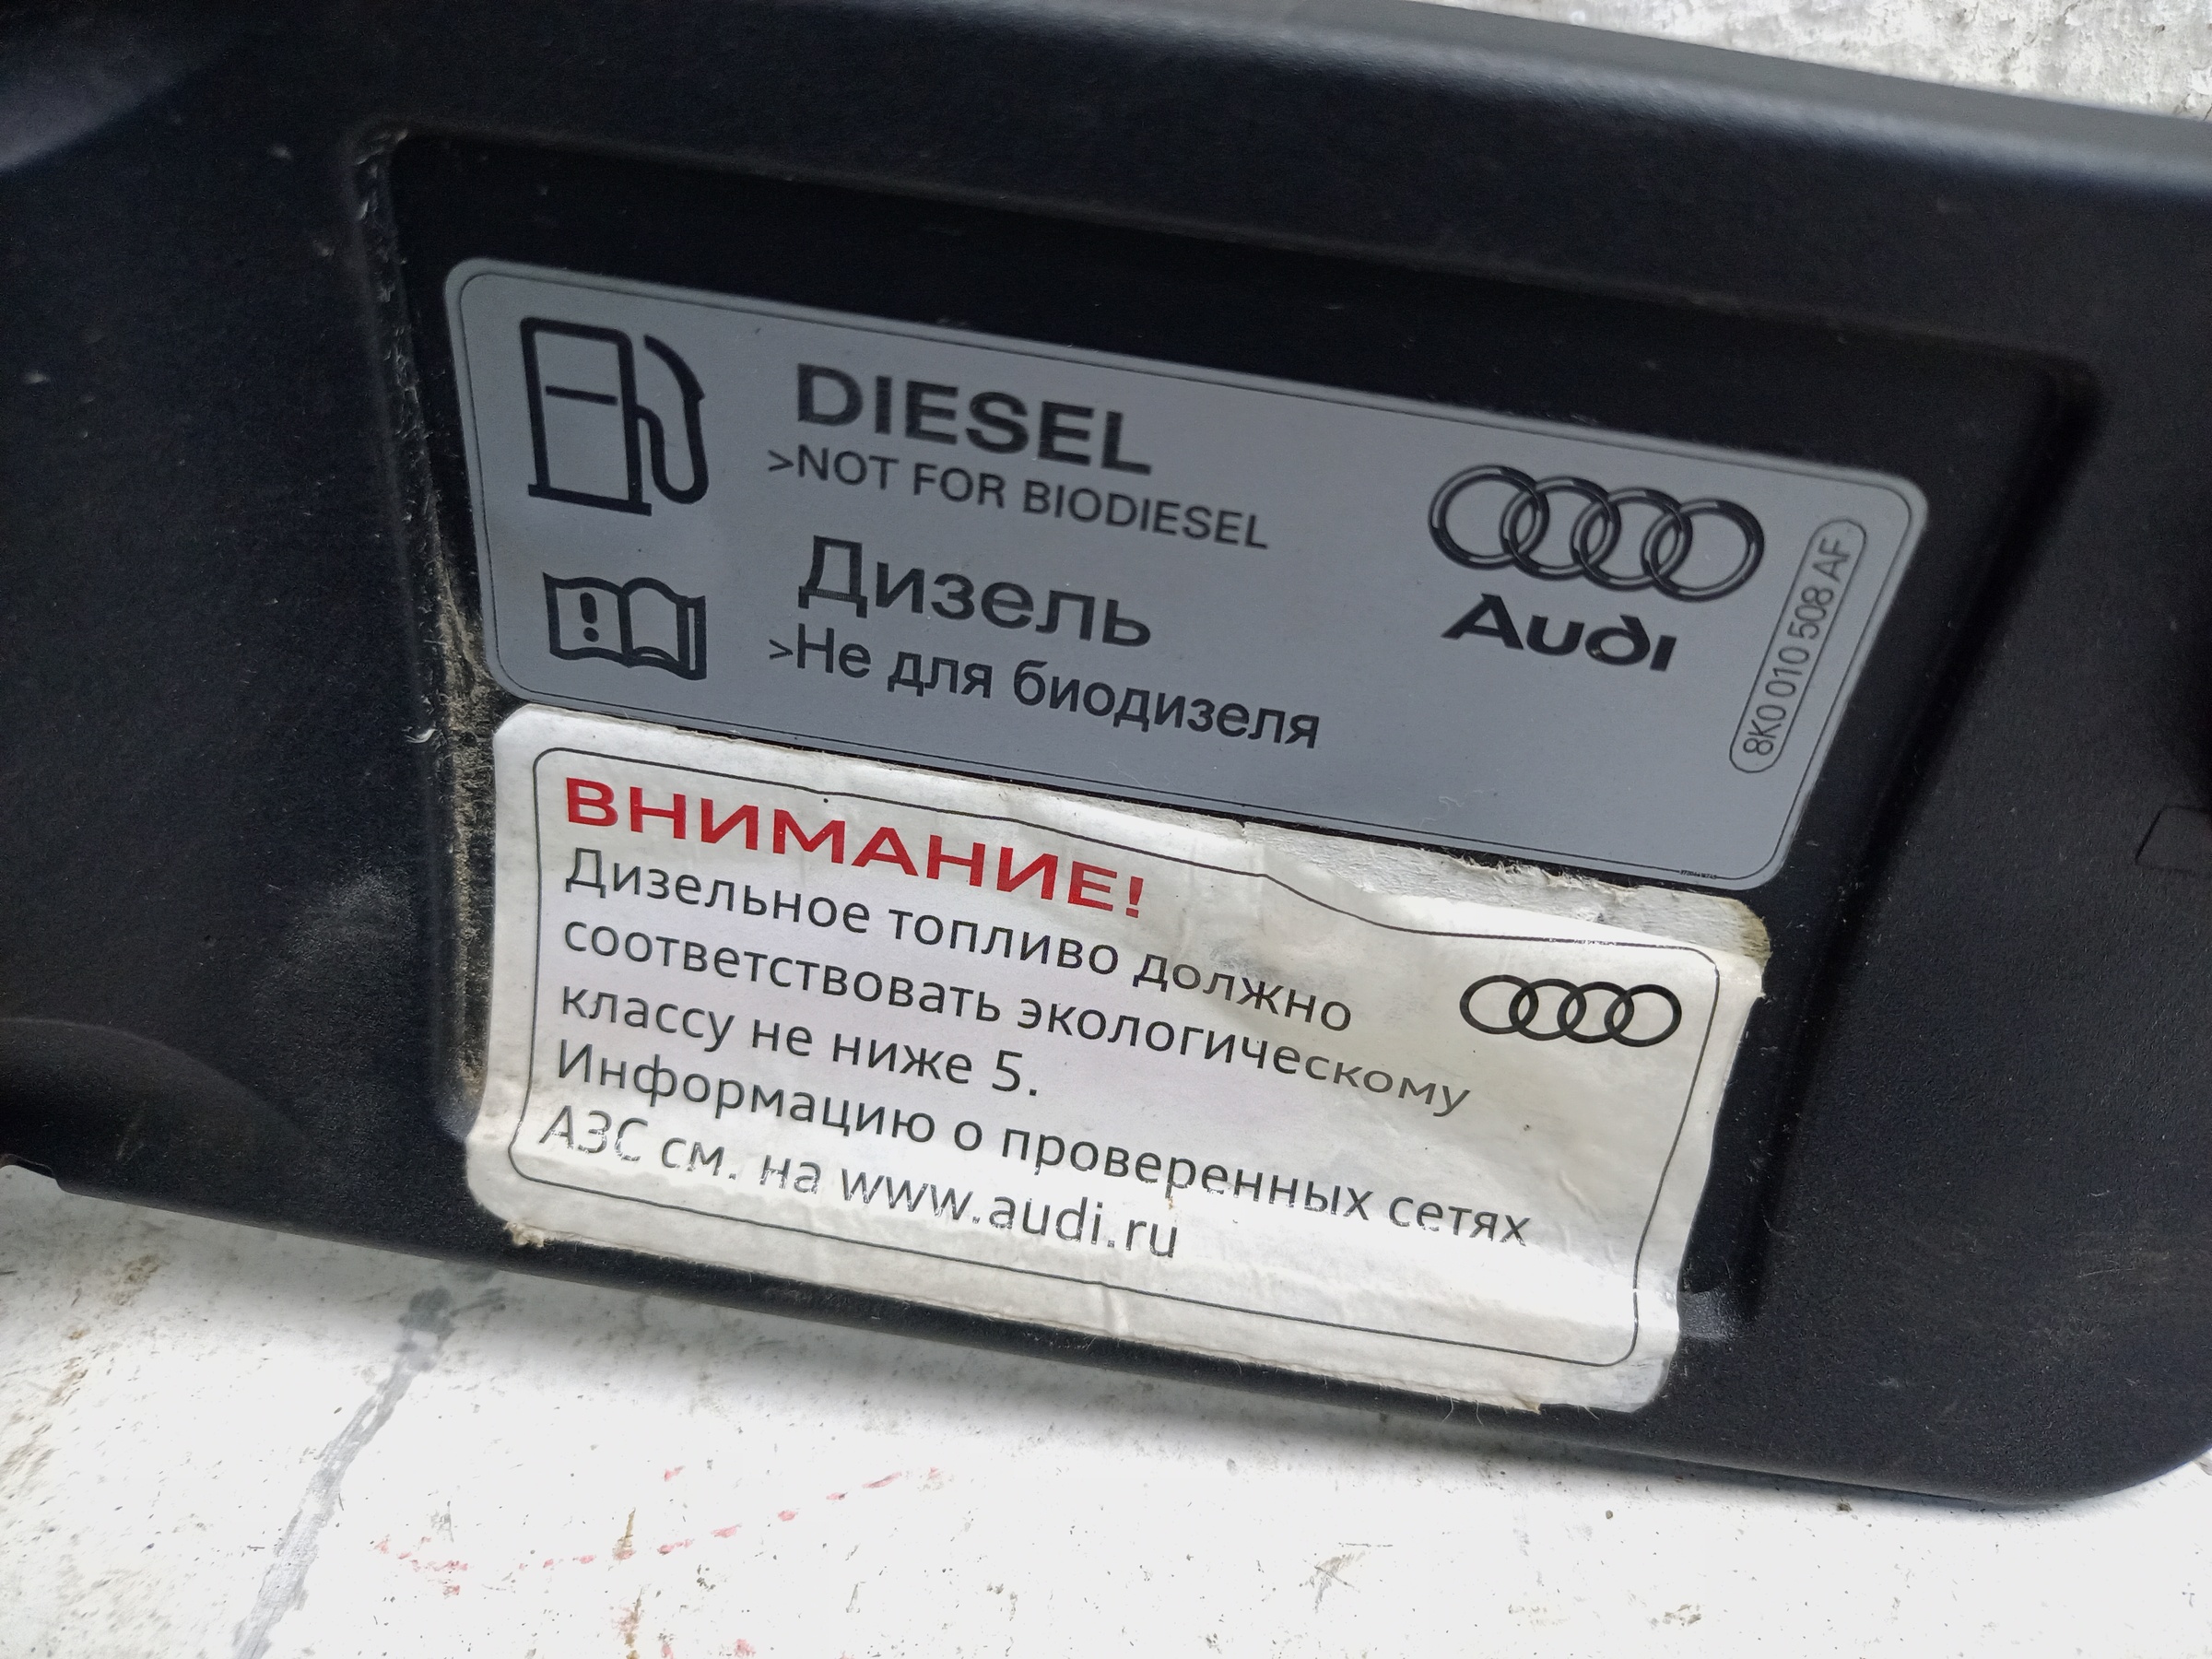 DIESEL
>NOT FOR BIODIESEL
Дизель
>Не для биодизеля
Audi
8K0 010 508 AF
ВНИМАНИЕ!
Дизельное топливо должно
соответствовать экологическому
классу не ниже 5.
Информацию о проверенных сетях
АЗС см. на www.audi.ru